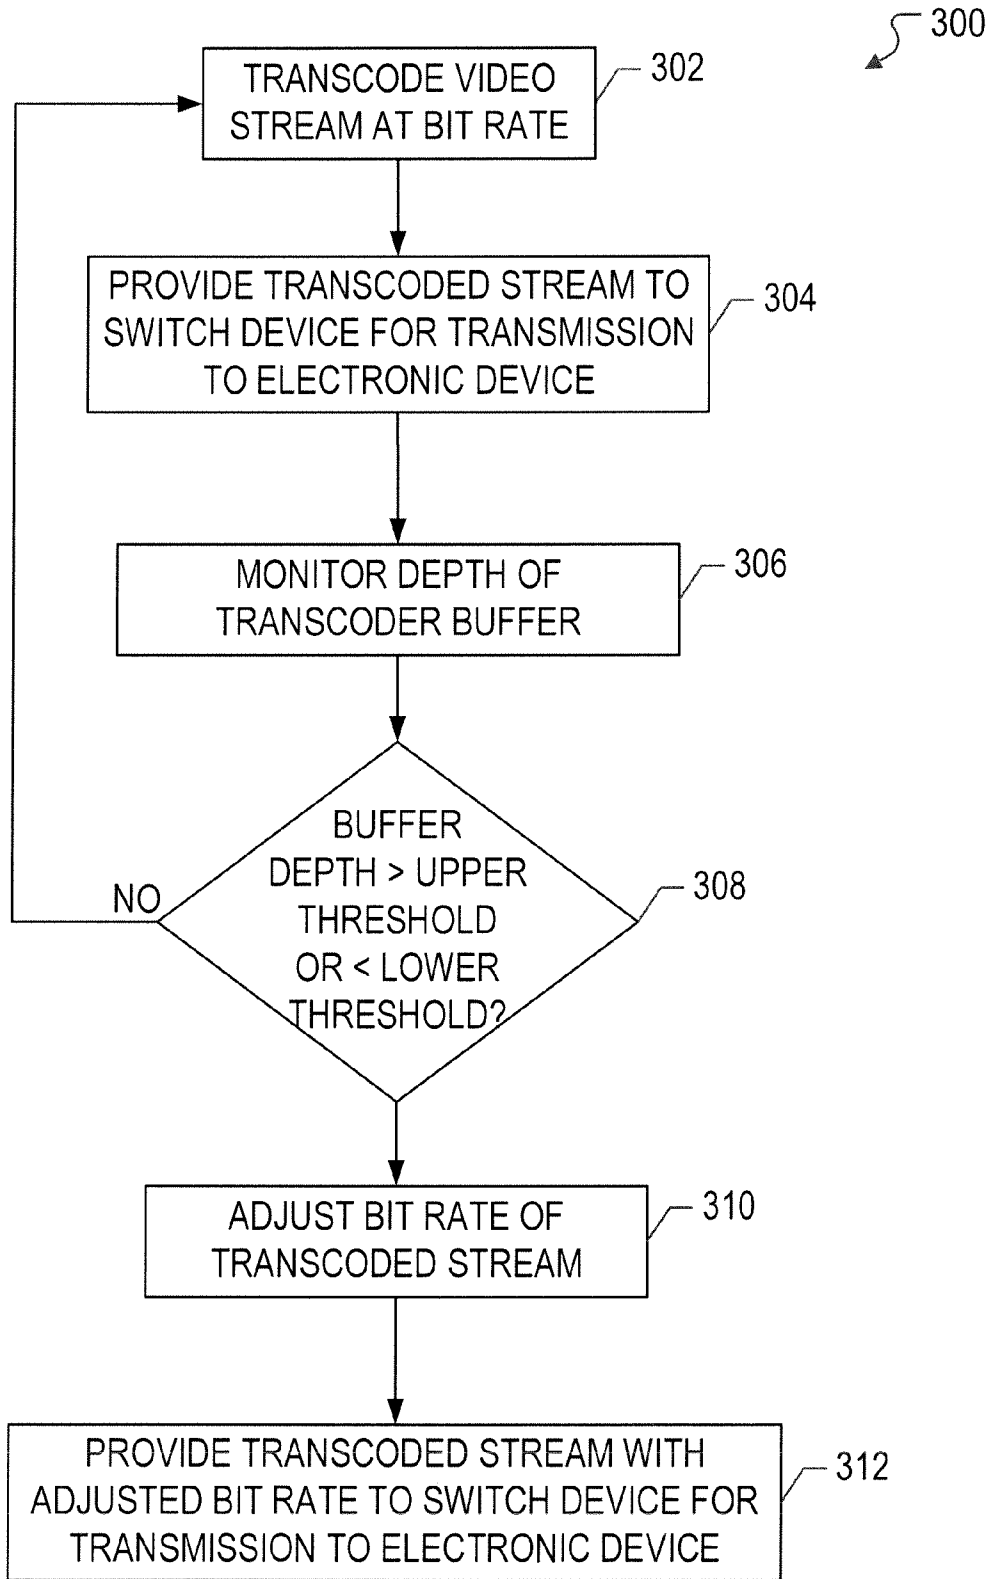 300
TRANSCODE VIDEO
STREAM AT BIT RATE
302
PROVIDE TRANSCODED STREAM TO
SWITCH DEVICE FOR TRANSMISSION
TO ELECTRONIC DEVICE
304
MONITOR DEPTH OF
TRANSCODER BUFFER
306
BUFFER
DEPTH > UPPER
THRESHOLD
OR < LOWER
THRESHOLD?
308
NO
ADJUST BIT RATE OF
TRANSCODED STREAM
310
PROVIDE TRANSCODED STREAM WITH
ADJUSTED BIT RATE TO SWITCH DEVICE FOR
TRANSMISSION TO ELECTRONIC DEVICE
312